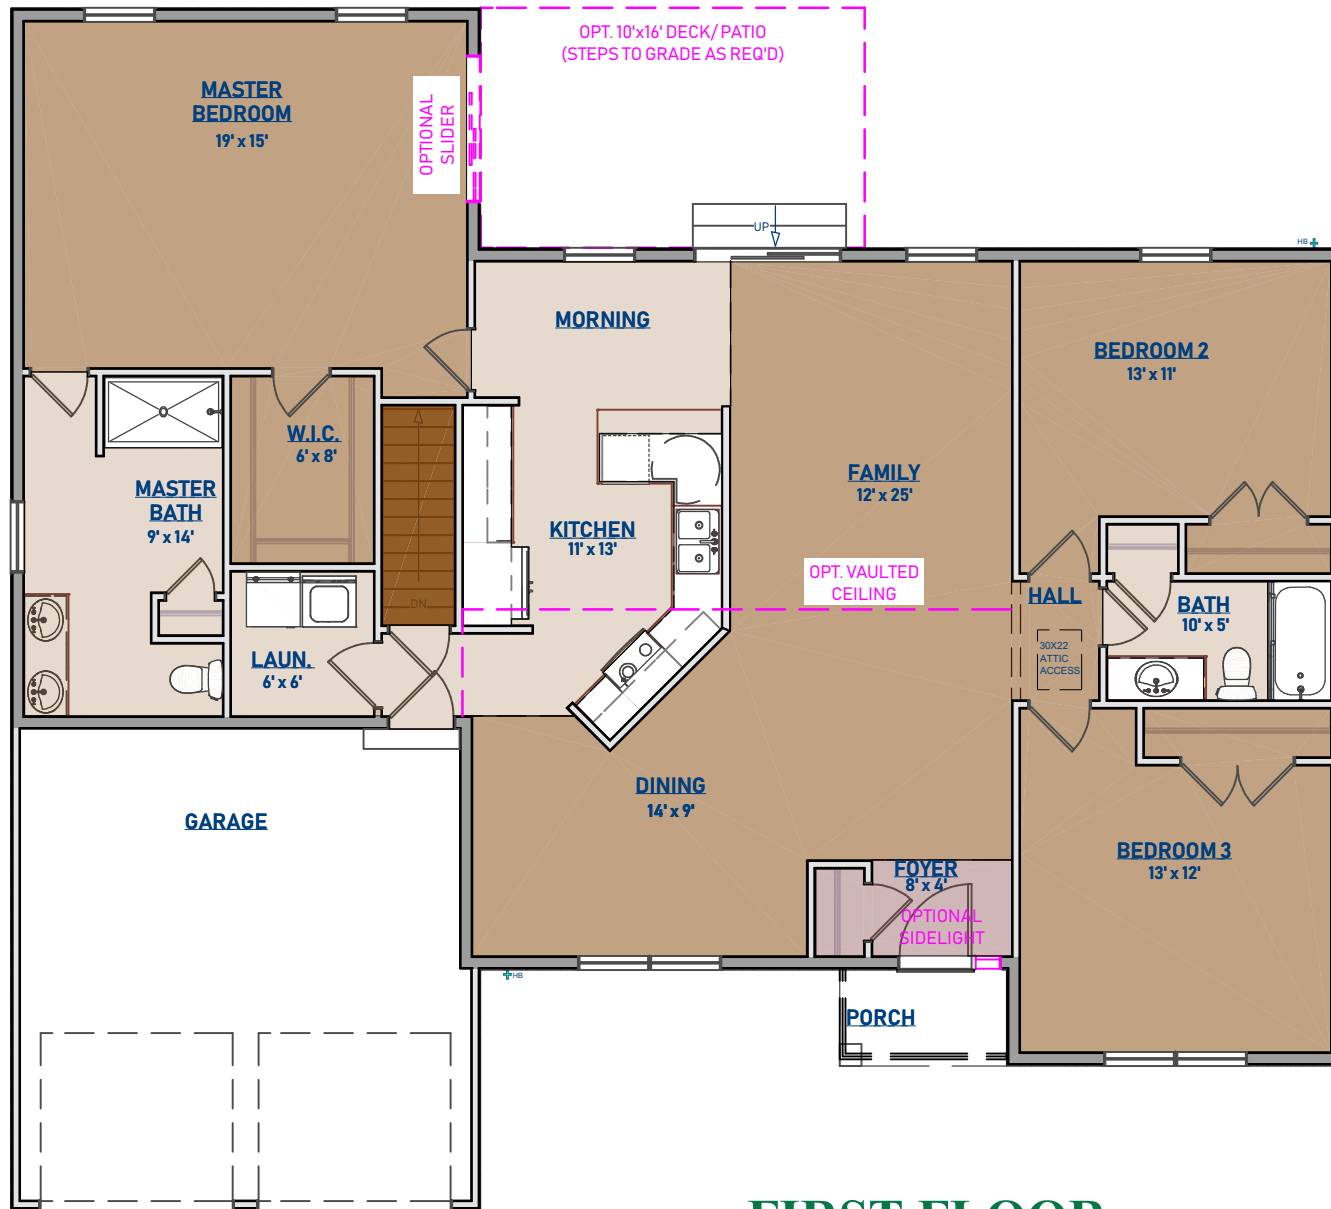 OPT. 10'x16' DECK/PATIO
(STEPS TO GRADE AS REQ'D)
MASTER
BEDROOM
19' x 15'
OPTIONAL
SLIDER
UP
HB
MORNING
BEDROOM 2
13' x 11'
W.I.C.
6' x 8'
FAMILY
12' x 25'
MASTER
BATH
9' x 14'
KITCHEN
11' x 13'
OPT. VAULTED
CEILING
DN
HALL
BATH
10' x 5'
30X22
ATTIC
ACCESS
LAUN.
6' x 6'
DINING
14' x 9'
GARAGE
BEDROOM 3
13' x 12'
FOYER
8' x 4'
OPTIONAL
SIDELIGHT
HB
PORCH
FIRST FLOOR